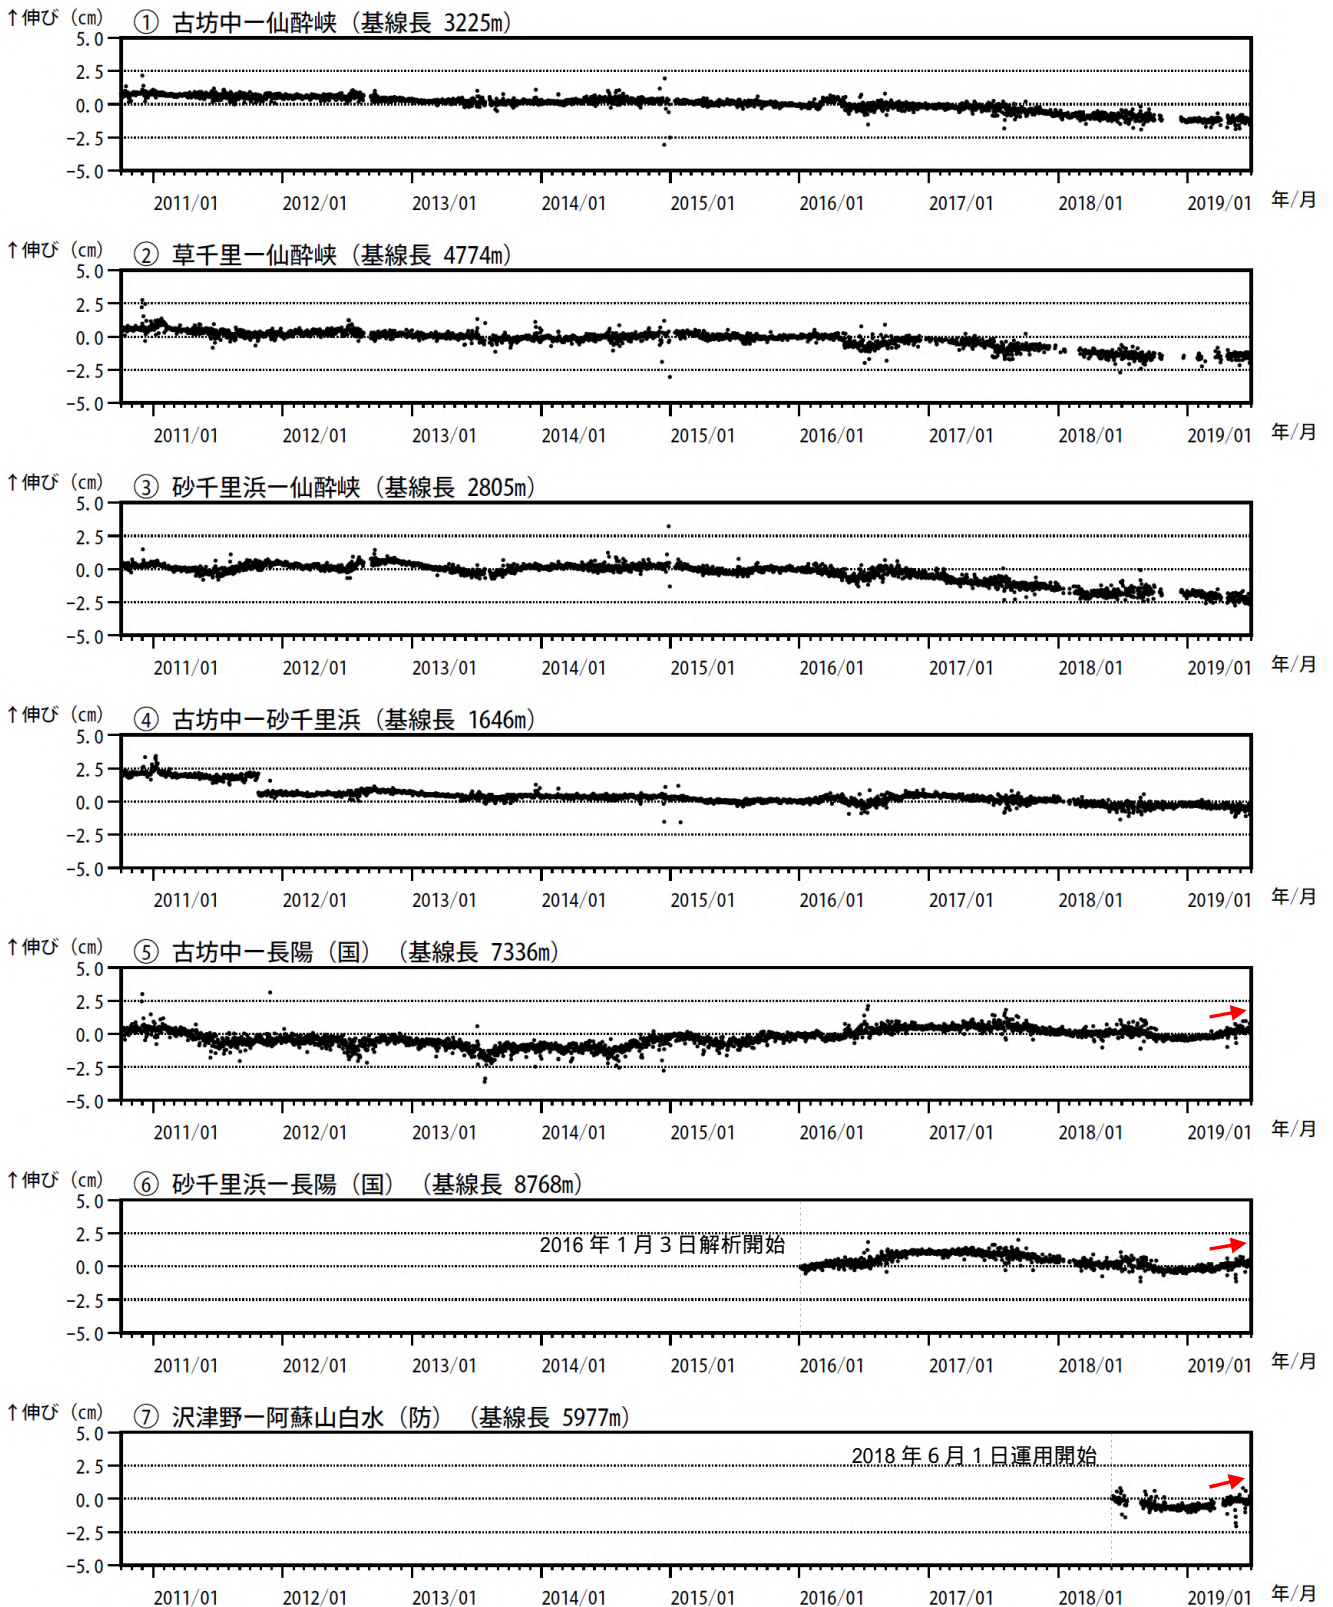 ↑伸び（cm） ① 古坊中ー仙酔峡（基線長 3225m）
5.0
2.5
0.0
−2.5
−5.0
2011/01 2012/01 2013/01 2014/01 2015/01 2016/01 2017/01 2018/01 2019/01 年/月
↑伸び（cm） ② 草千里ー仙酔峡（基線長 4774m）
5.0
2.5
0.0
−2.5
−5.0
2011/01 2012/01 2013/01 2014/01 2015/01 2016/01 2017/01 2018/01 2019/01 年/月
↑伸び（cm） ③ 砂千里浜ー仙酔峡（基線長 2805m）
5.0
2.5
0.0
−2.5
−5.0
2011/01 2012/01 2013/01 2014/01 2015/01 2016/01 2017/01 2018/01 2019/01 年/月
↑伸び（cm） ④ 古坊中ー砂千里浜（基線長 1646m）
5.0
2.5
0.0
−2.5
−5.0
2011/01 2012/01 2013/01 2014/01 2015/01 2016/01 2017/01 2018/01 2019/01 年/月
↑伸び（cm） ⑤ 古坊中ー長陽（国）（基線長 7336m）
5.0
2.5
0.0
−2.5
−5.0
2011/01 2012/01 2013/01 2014/01 2015/01 2016/01 2017/01 2018/01 2019/01 年/月
↑伸び（cm） ⑥ 砂千里浜ー長陽（国）（基線長 8768m）
5.0
2.5
2016 年 1 月 3 日解析開始
0.0
−2.5
−5.0
2011/01 2012/01 2013/01 2014/01 2015/01 2016/01 2017/01 2018/01 2019/01 年/月
↑伸び（cm） ⑦ 沢津野ー阿蘇山白水（防）（基線長 5977m）
5.0
2018 年 6 月 1 日運用開始
2.5
0.0
−2.5
−5.0
2011/01 2012/01 2013/01 2014/01 2015/01 2016/01 2017/01 2018/01 2019/01 年/月